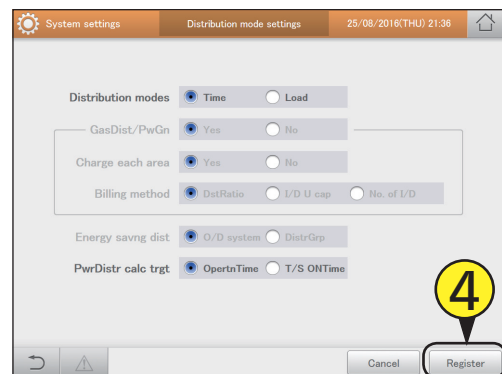 System settings Distribution mode settings 25/08/2016(THU) 21:36
Distribution modes Time Load
GasDist/PwGn Yes No
Charge each area Yes No
Billing method DstRatio I/D U cap No. of I/D
Energy savng dist O/D system DistrGrp
PwrDistr calc trgt OpertnTime T/S ONTime
4
Cancel Register